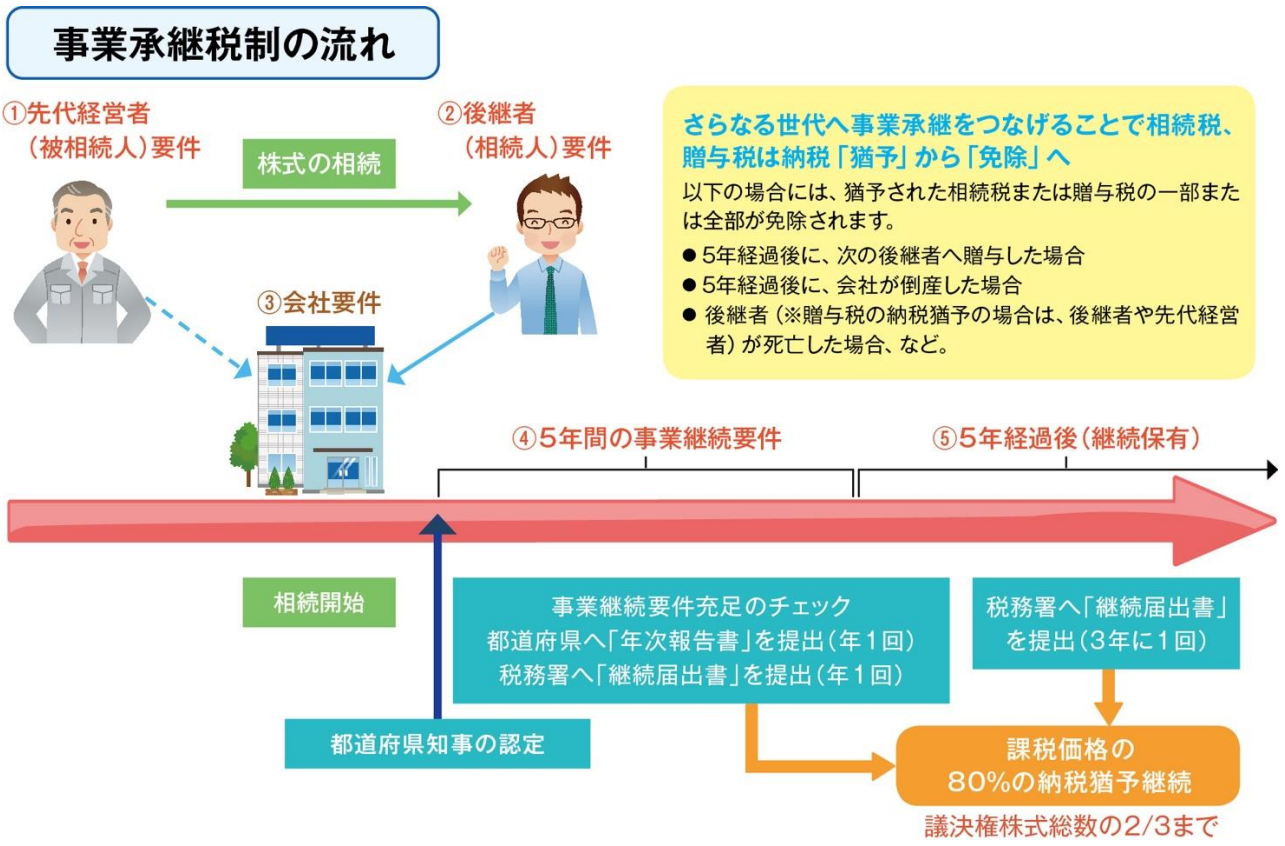 事業承継税制の流れ
①先代経営者
(被相続人)要件
株式の相続
②後継者
(相続人)要件
③会社要件
さらなる世代へ事業承継をつなげることで相続税、
贈与税は納税「猶予」から「免除」へ
以下の場合には、猶予された相続税または贈与税の一部また
は全部が免除されます。
● 5年経過後に、次の後継者へ贈与した場合
● 5年経過後に、会社が倒産した場合
● 後継者(※贈与税の納税猶予の場合は、後継者や先代経営
者)が死亡した場合、など。
④5年間の事業継続要件
⑤5年経過後(継続保有)
相続開始
都道府県知事の認定
事業継続要件充足のチェック
都道府県へ「年次報告書」を提出(年1回)
税務署へ「継続届出書」を提出(年1回)
税務署へ「継続届出書」
を提出(3年に1回)
課税価格の
80%の納税猶予継続
議決権株式総数の2/3まで